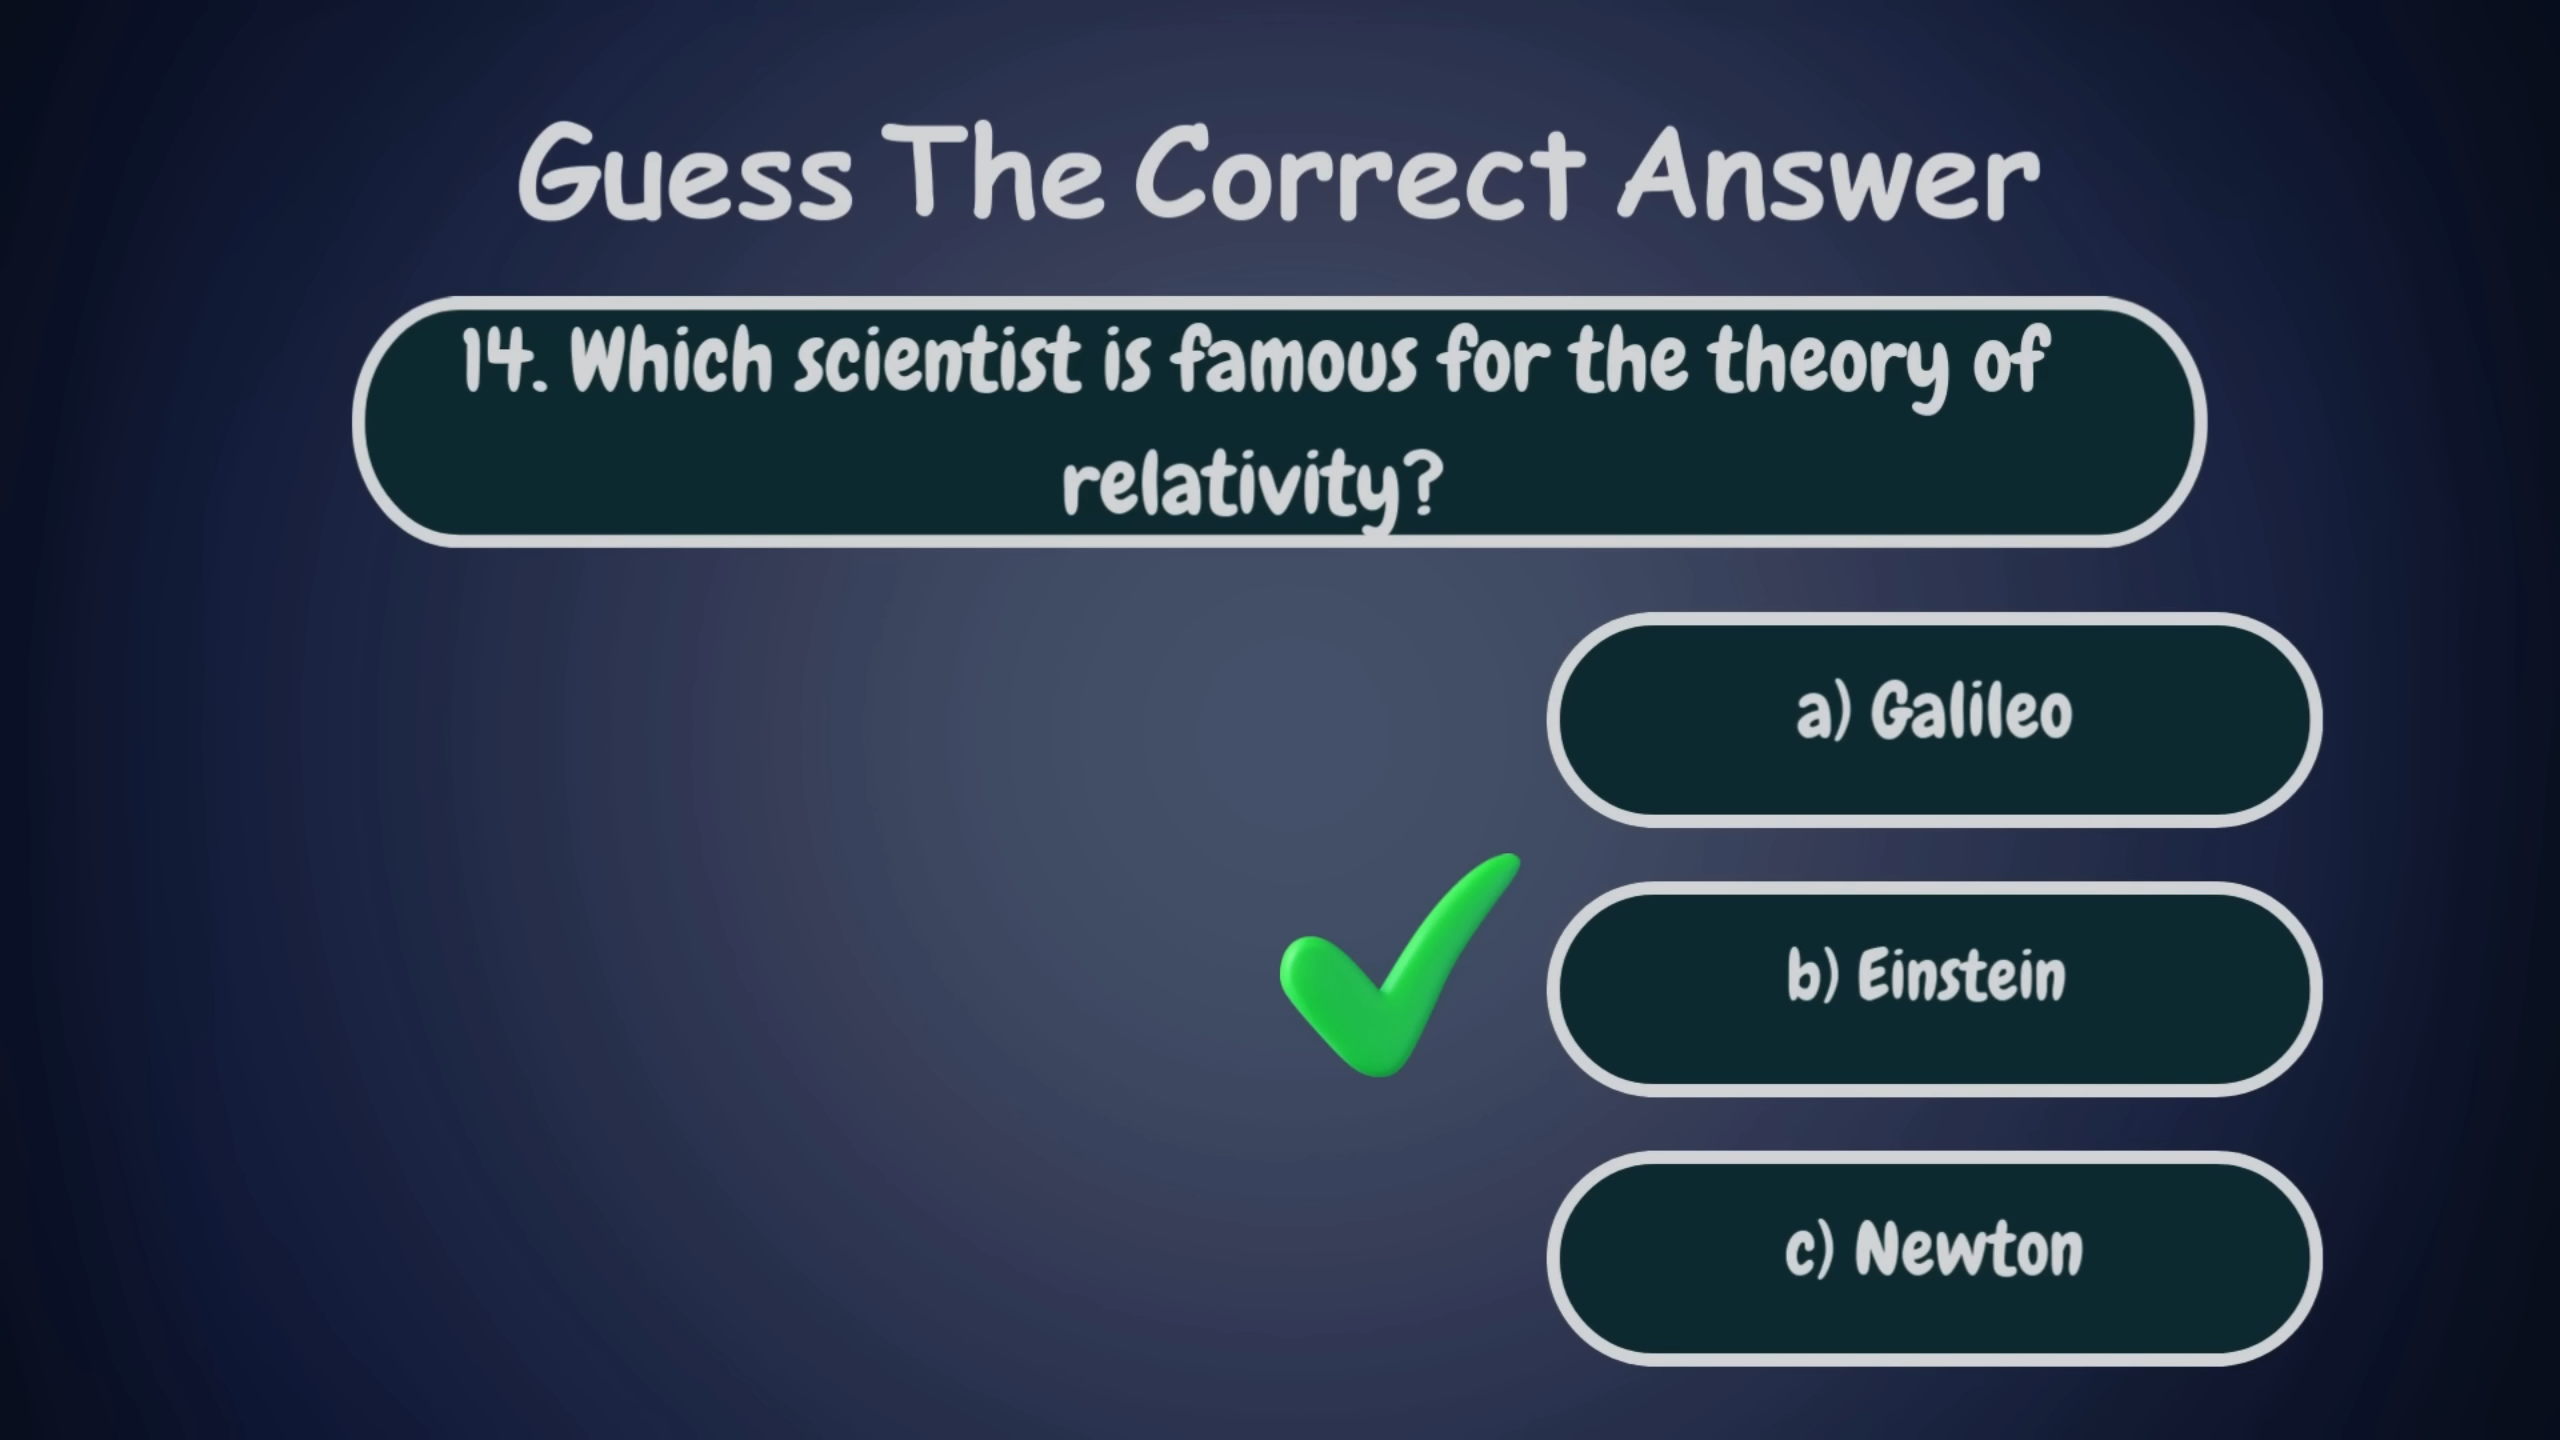 Guess The Correct Answer
14. Which scientist is famous for the theory of
relativity?
a) Galileo
b) Einstein
c) Newton